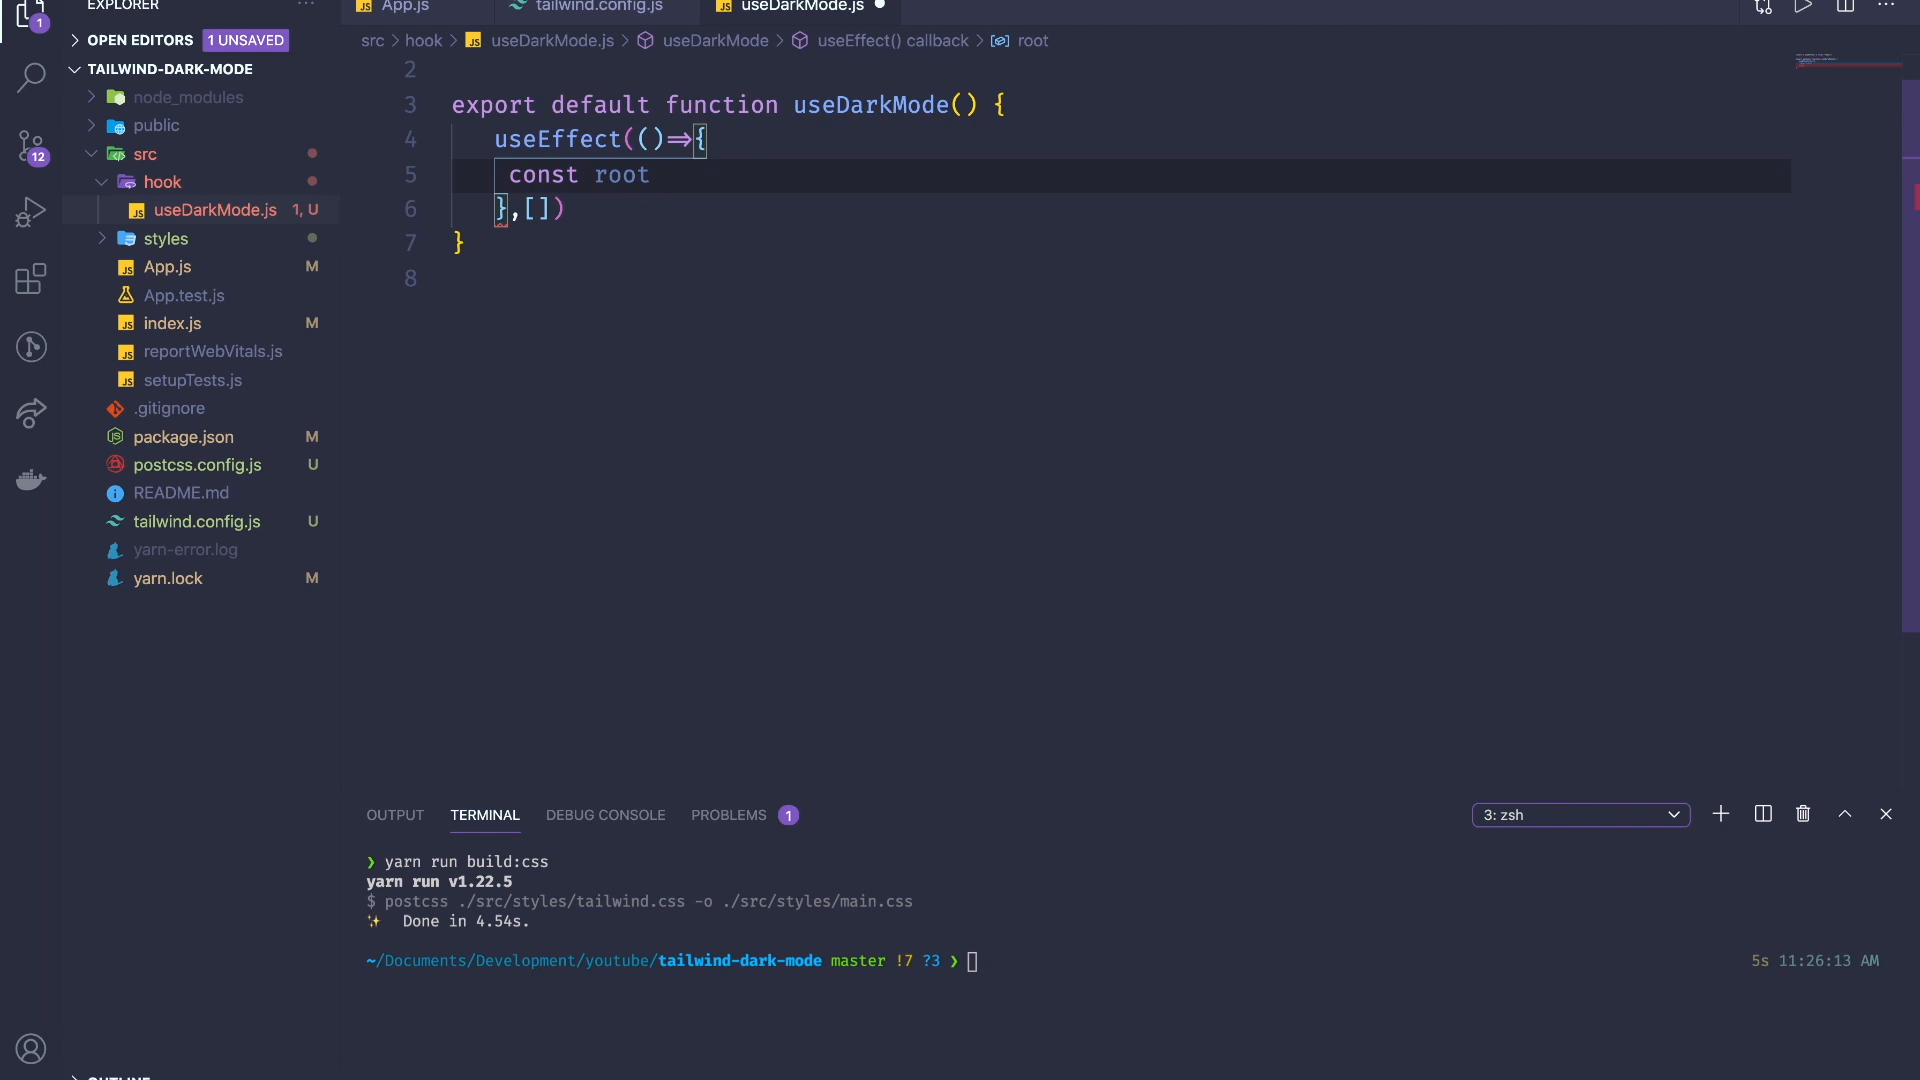 EXPLORER
App.js
tailwind.config.js
useDarkMode.js
1
OPEN EDITORS 1 UNSAVED
src > hook > JS useDarkMode.js > useDarkMode > useEffect() callback > root
TAILWIND-DARK-MODE
node_modules
public
src
hook
useDarkMode.js 1, U
styles
App.js M
App.test.js
index.js M
reportWebVitals.js
setupTests.js
.gitignore
package.json M
postcss.config.js U
README.md
tailwind.config.js U
yarn-error.log
yarn.lock M
12
2
3 export default function useDarkMode() {
4 useEffect(()⇒{
5 const root
6 },[])
7 }
8
OUTPUT TERMINAL DEBUG CONSOLE PROBLEMS 1
3: zsh
❯ yarn run build:css
yarn run v1.22.5
$ postcss ./src/styles/tailwind.css -o ./src/styles/main.css
✨ Done in 4.54s.
~/Documents/Development/youtube/tailwind-dark-mode master !7 ?3 ❯
5s 11:26:13 AM
OUTLINE